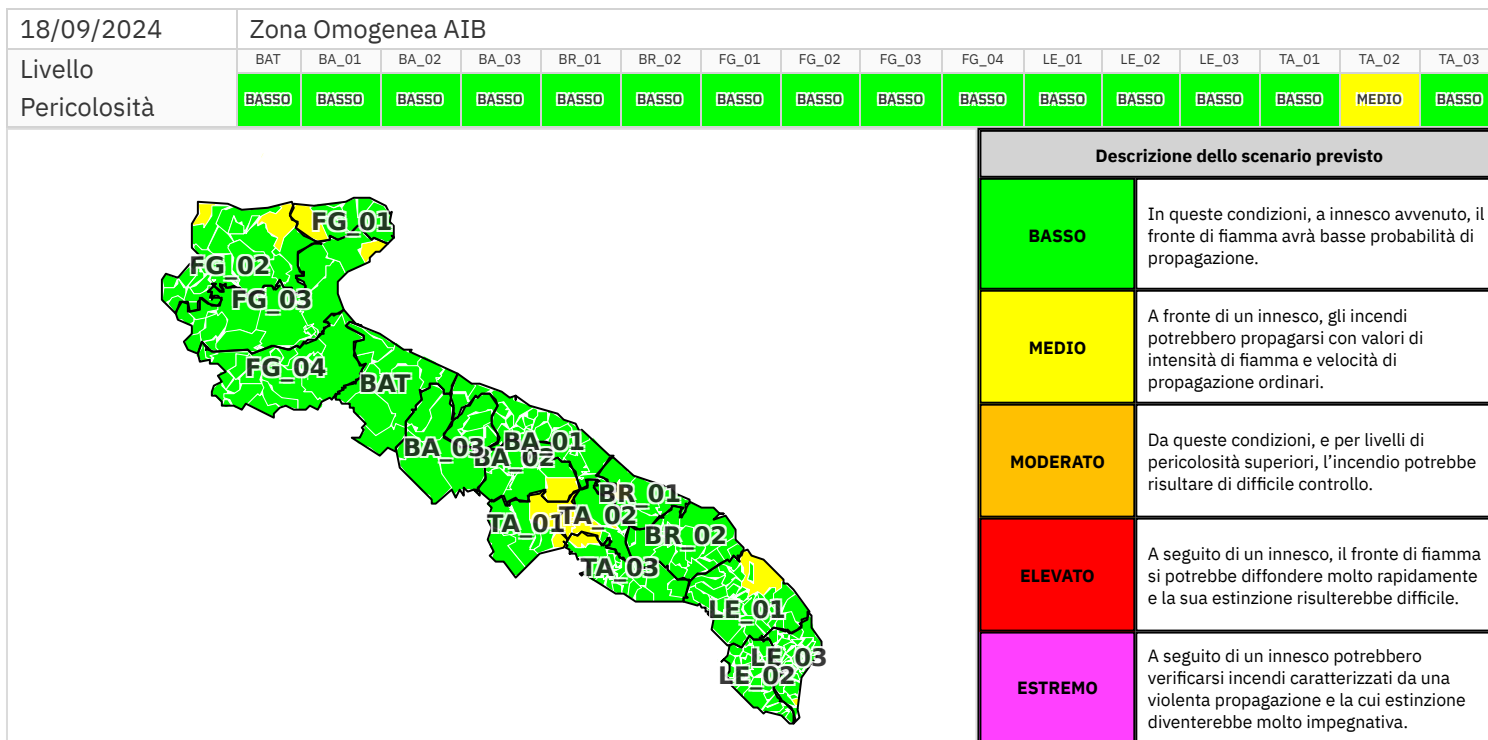 18/09/2024 Zona Omogenea AIB
Livello Pericolosità
BAT BA_01 BA_02 BA_03 BR_01 BR_02 FG_01 FG_02 FG_03 FG_04 LE_01 LE_02 LE_03 TA_01 TA_02 TA_03
BASSO BASSO BASSO BASSO BASSO BASSO BASSO BASSO BASSO BASSO BASSO BASSO BASSO BASSO MEDIO BASSO
FG_01
FG_02
FG_03
FG_04
BAT
BA_01
BA_03
BA_02
BR_01
TA_02
TA_01
BR_02
TA_03
LE_01
LE_03
LE_02
Descrizione dello scenario previsto
BASSO
In queste condizioni, a innesco avvenuto, il
fronte di fiamma avrà basse probabilità di
propagazione.
MEDIO
A fronte di un innesco, gli incendi
potrebbero propagarsi con valori di
intensità di fiamma e velocità di
propagazione ordinari.
MODERATO
Da queste condizioni, e per livelli di
pericolosità superiori, l’incendio potrebbe
risultare di difficile controllo.
ELEVATO
A seguito di un innesco, il fronte di fiamma
si potrebbe diffondere molto rapidamente
e la sua estinzione risulterebbe difficile.
ESTREMO
A seguito di un innesco potrebbero
verificarsi incendi caratterizzati da una
violenta propagazione e la cui estinzione
diventerebbe molto impegnativa.